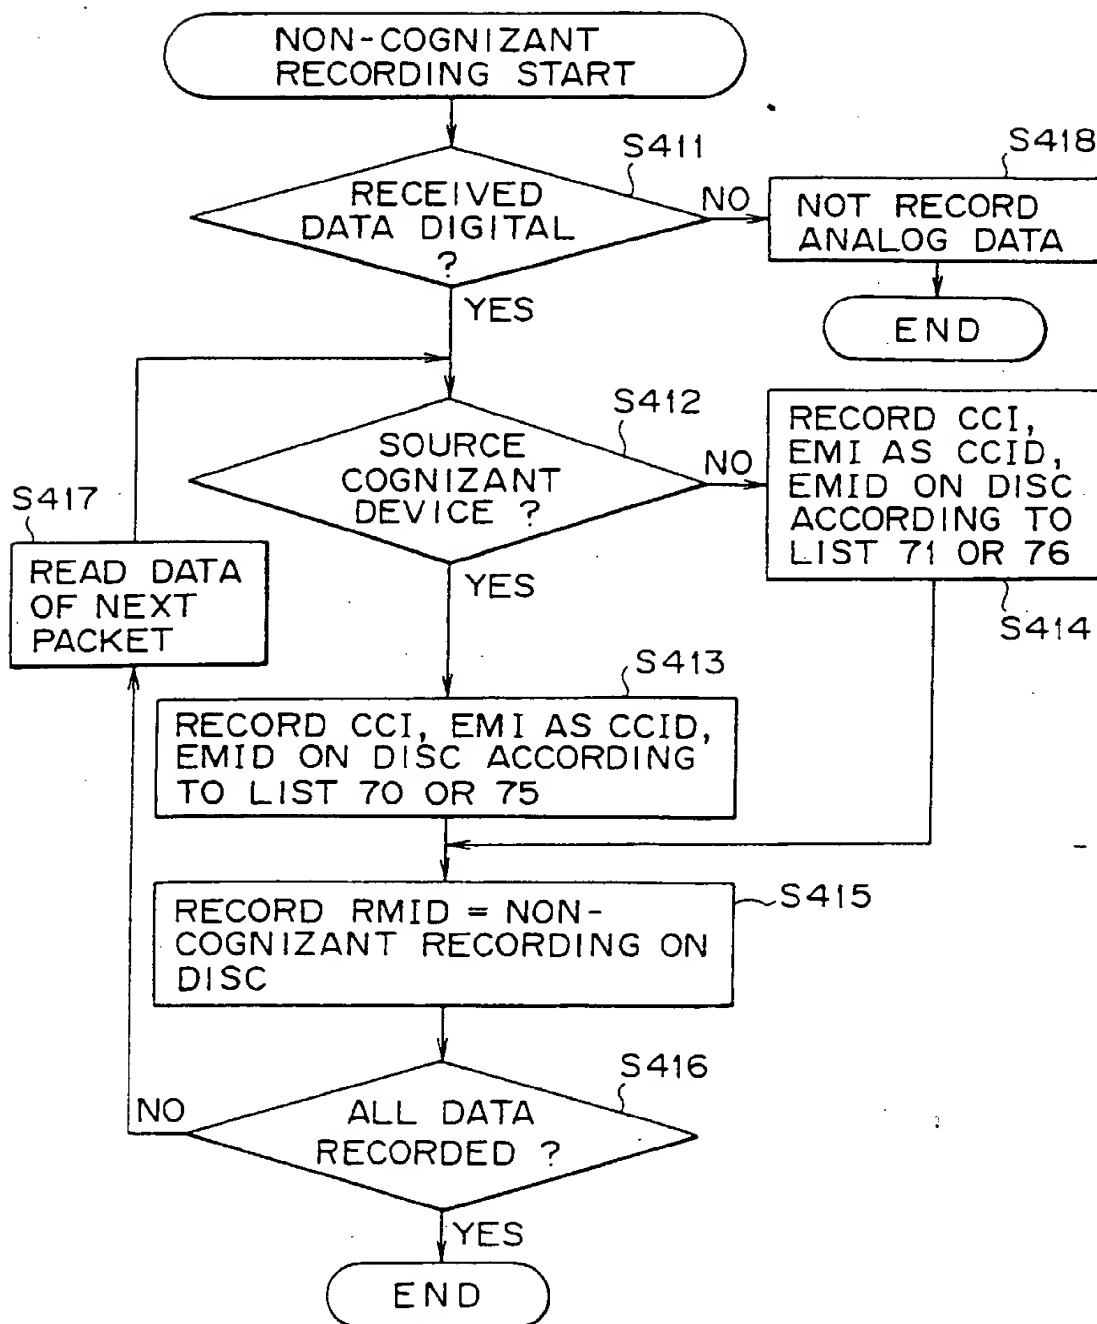 NON-COGNIZANT
RECORDING START
S411
RECEIVED
DATA DIGITAL
?
NO
S418
NOT RECORD
ANALOG DATA
END
YES
S412
SOURCE
COGNIZANT
DEVICE ?
NO
RECORD CCI,
EMI AS CCID,
EMID ON DISC
ACCORDING TO
LIST 71 OR 76
S414
S417
READ DATA
OF NEXT
PACKET
YES
S413
RECORD CCI, EMI AS CCID,
EMID ON DISC ACCORDING
TO LIST 70 OR 75
S415
RECORD RMID = NON-
COGNIZANT RECORDING ON
DISC
S416
ALL DATA
RECORDED ?
NO
YES
END